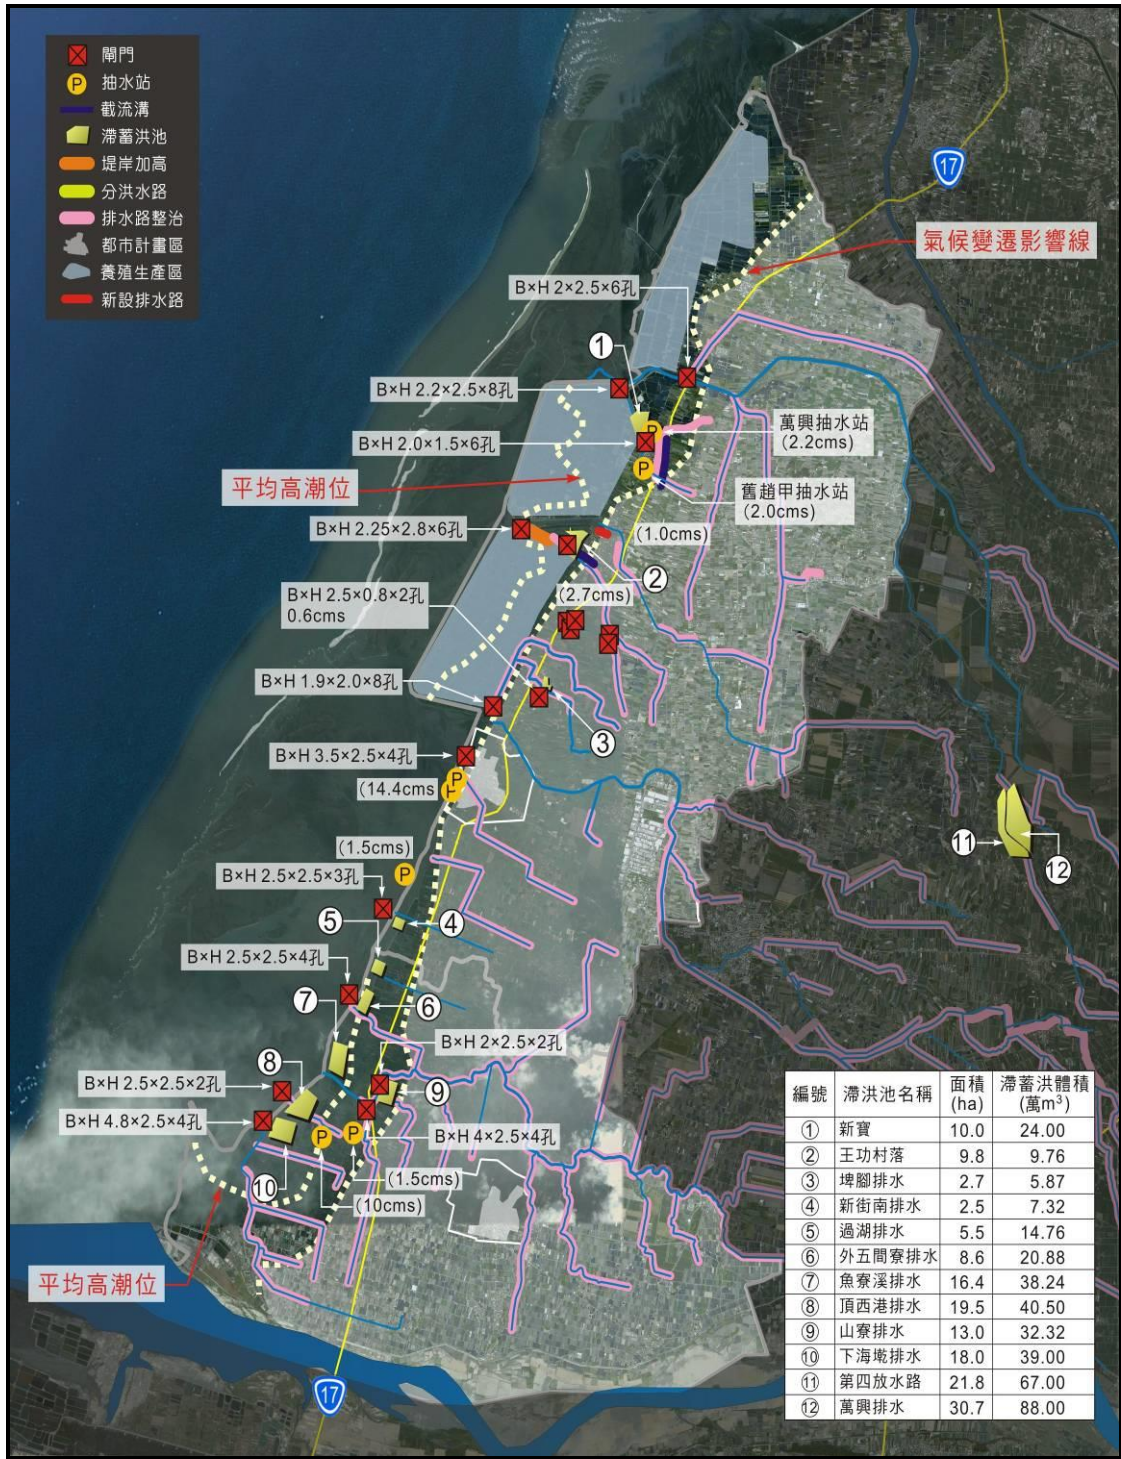 閘門
抽水站
截流溝
滯蓄洪池
堤岸加高
分洪水路
排水路整治
都市計畫區
養殖生產區
新設排水路
17
氣候變遷影響線
B×H 2×2.5×6孔
①
B×H 2.2×2.5×8孔
萬興抽水站
(2.2cms)
P
B×H 2.0×1.5×6孔
P
平均高潮位
舊趙甲抽水站
(2.0cms)
B×H 2.25×2.8×6孔
(1.0cms)
②
B×H 2.5×0.8×2孔
0.6cms
(2.7cms)
B×H 1.9×2.0×8孔
③
B×H 3.5×2.5×4孔
P
(14.4cms
(1.5cms)
P
B×H 2.5×2.5×3孔
⑤
④
B×H 2.5×2.5×4孔
⑦
⑥
B×H 2×2.5×2孔
⑧
B×H 2.5×2.5×2孔
⑨
B×H 4.8×2.5×4孔
P
P
B×H 4×2.5×4孔
⑩
(1.5cms)
(10cms)
平均高潮位
17
⑪
⑫
編號 滯洪池名稱 面積(ha) 滯蓄洪體積(萬m³)
① 新寶 10.0 24.00
② 王功村落 9.8 9.76
③ 埤腳排水 2.7 5.87
④ 新街南排水 2.5 7.32
⑤ 過湖排水 5.5 14.76
⑥ 外五間寮排水 8.6 20.88
⑦ 魚寮溪排水 16.4 38.24
⑧ 頂西港排水 19.5 40.50
⑨ 山寮排水 13.0 32.32
⑩ 下海墘排水 18.0 39.00
⑪ 第四放水路 21.8 67.00
⑫ 萬興排水 30.7 88.00